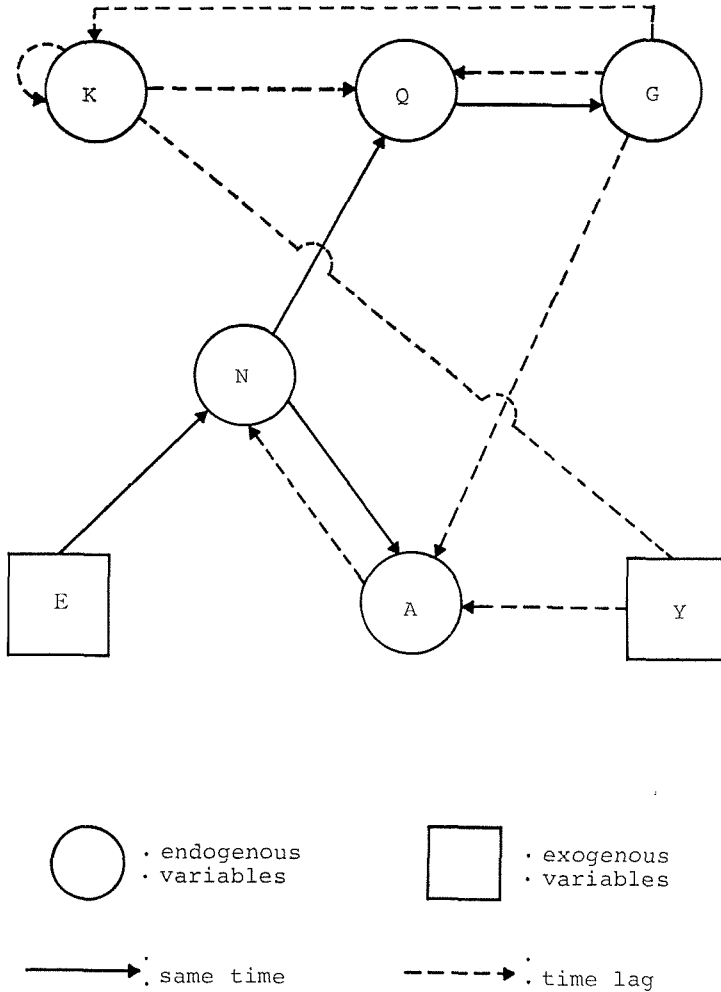 K
Q
G
N
E
A
Y
: endogenous
variables
: exogenous
variables
: same time
: time lag